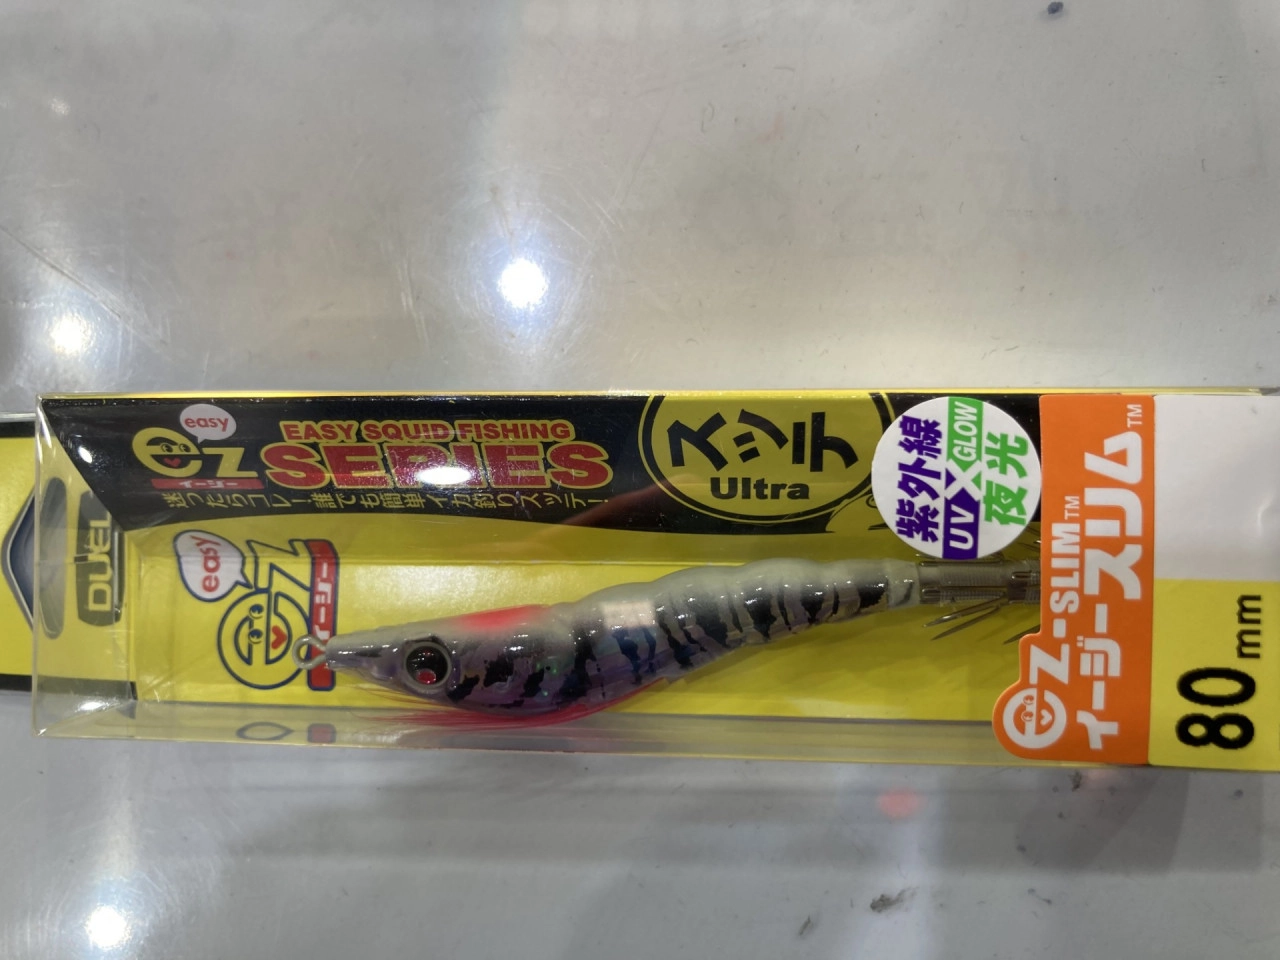 easy
ez
イージー
EASY SQUID FISHING
SERIES
迷ったらコレ!誰でも簡単イカ釣りスッテ!
スッテ
Ultra
紫外線
UV
GLOW
夜光
DUEL
easy
ez
イージー
ez-SLIM™
イージースリム™
80mm